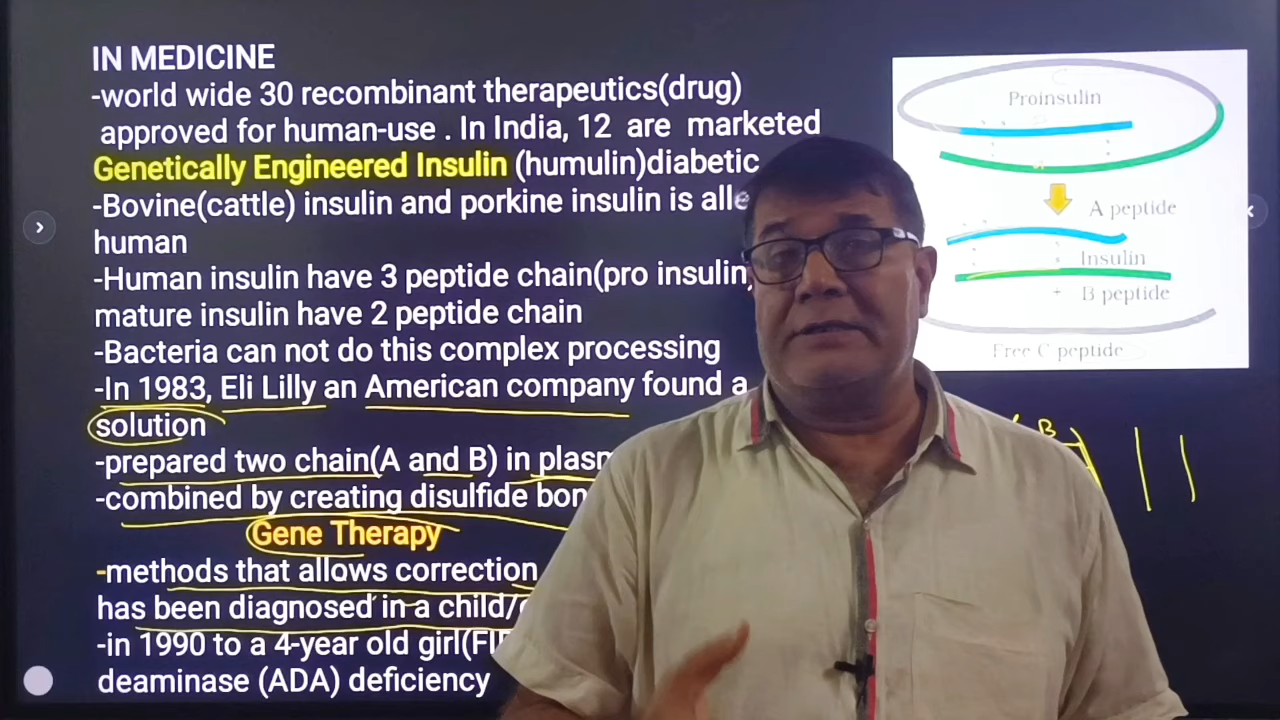 IN MEDICINE
-world wide 30 recombinant therapeutics(drug)
approved for human-use . In India, 12 are marketed
Genetically Engineered Insulin (humulin)diabetic
-Bovine(cattle) insulin and porkine insulin is
human
-Human insulin have 3 peptide chain(pro insulin
mature insulin have 2 peptide chain
-Bacteria can not do this complex processing
-In 1983, Eli Lilly an American company found a
solution
-prepared two chain(A and B) in
-combined by creating disulfide
Gene Therapy
-methods that allows correction
has been diagnosed in a child/
-in 1990 to a 4-year old girl
deaminase (ADA) deficiency
Proinsulin
A peptide
Insulin
+ B peptide
Free C peptide
B